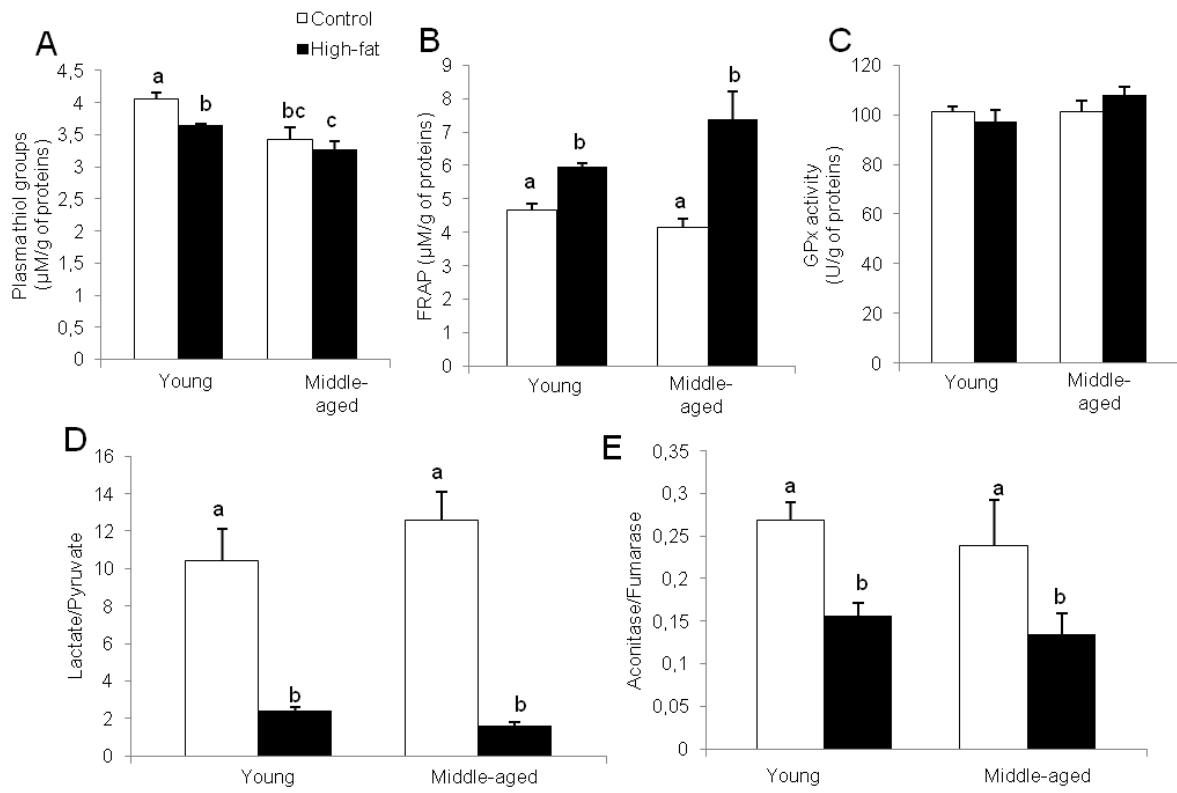 Control
High-fat
A
Plasmathiol groups
(µM/g of proteins)
4,5
4
3,5
3
2,5
2
1,5
1
0,5
0
a
b
bc
c
Young
Middle-
aged
B
FRAP (µM/g of proteins)
9
8
7
6
5
4
3
2
1
0
a
b
a
b
Young
Middle-
aged
C
GPx activity
(U/g of proteins)
120
100
80
60
40
20
0
Young
Middle-
aged
D
Lactate/Pyruvate
16
14
12
10
8
6
4
2
0
a
b
a
b
Young
Middle-aged
E
Aconitase/Fumarase
0,35
0,3
0,25
0,2
0,15
0,1
0,05
0
a
b
a
b
Young
Middle-aged